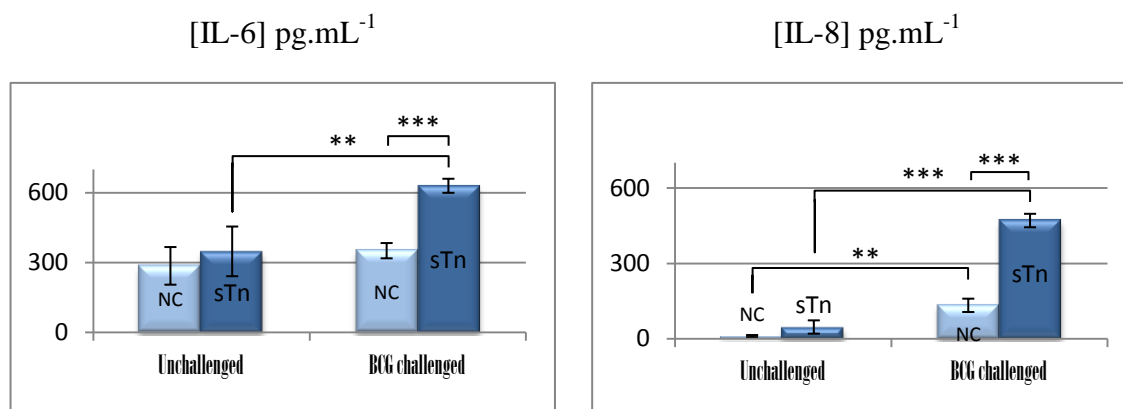 [IL-6] pg.mL-1
***
**
600
300
0
NC
sTn
NC
sTn
Unchallenged
BCG challenged
[IL-8] pg.mL-1
***
***
**
600
300
0
NC
sTn
NC
sTn
Unchallenged
BCG challenged